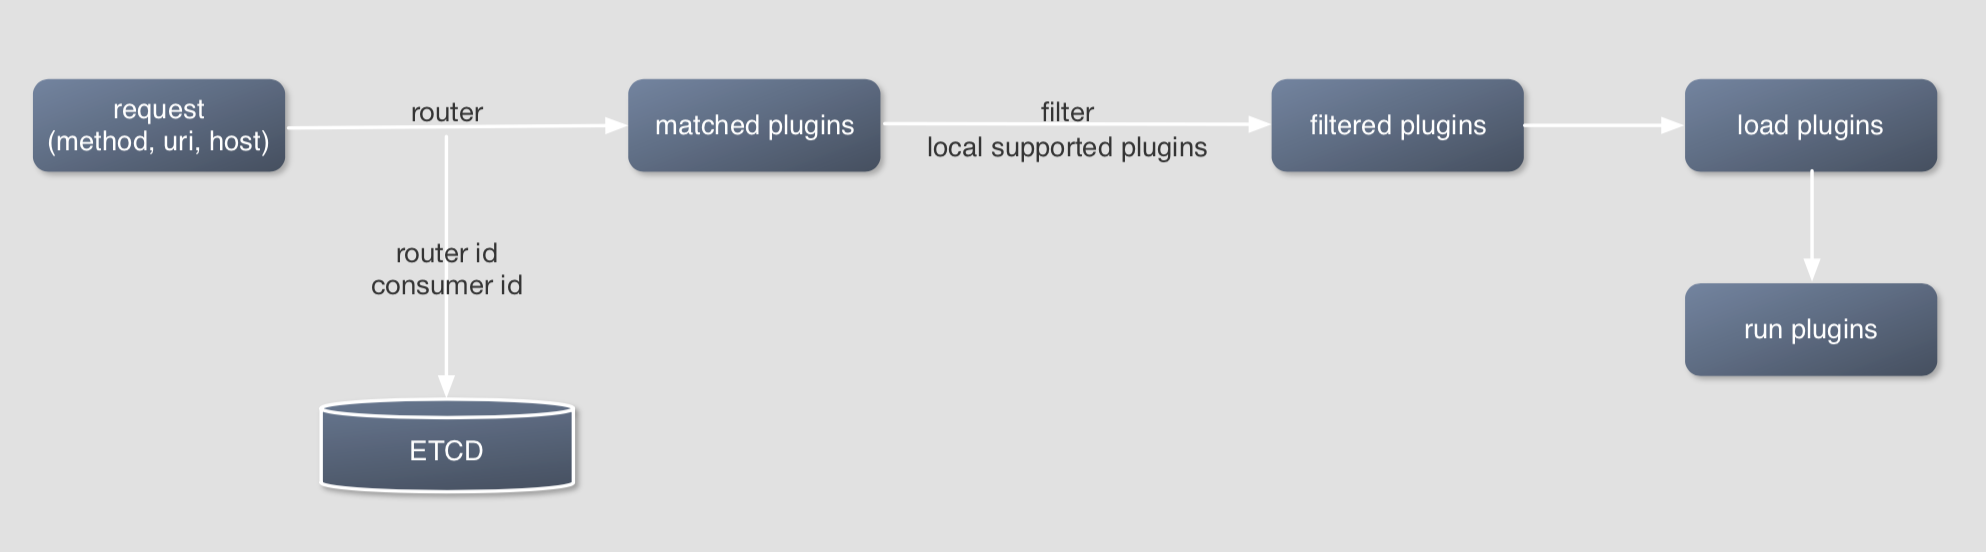 request
(method, uri, host)
router
matched plugins
filter
local supported plugins
filtered plugins
load plugins
router id
consumer id
run plugins
ETCD